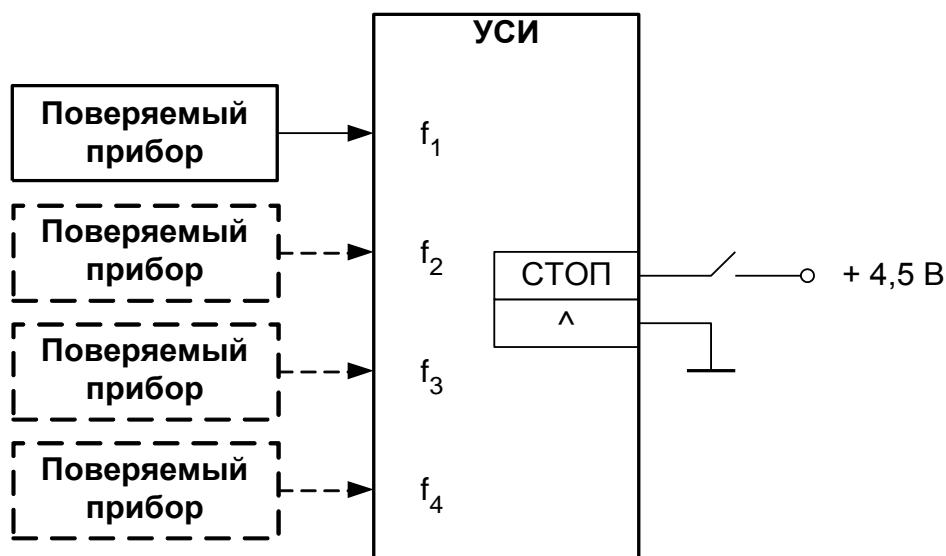 УСИ
Поверяемый
прибор
f1
Поверяемый
прибор
f2
СТОП
+ 4,5 В
^
Поверяемый
прибор
f3
Поверяемый
прибор
f4